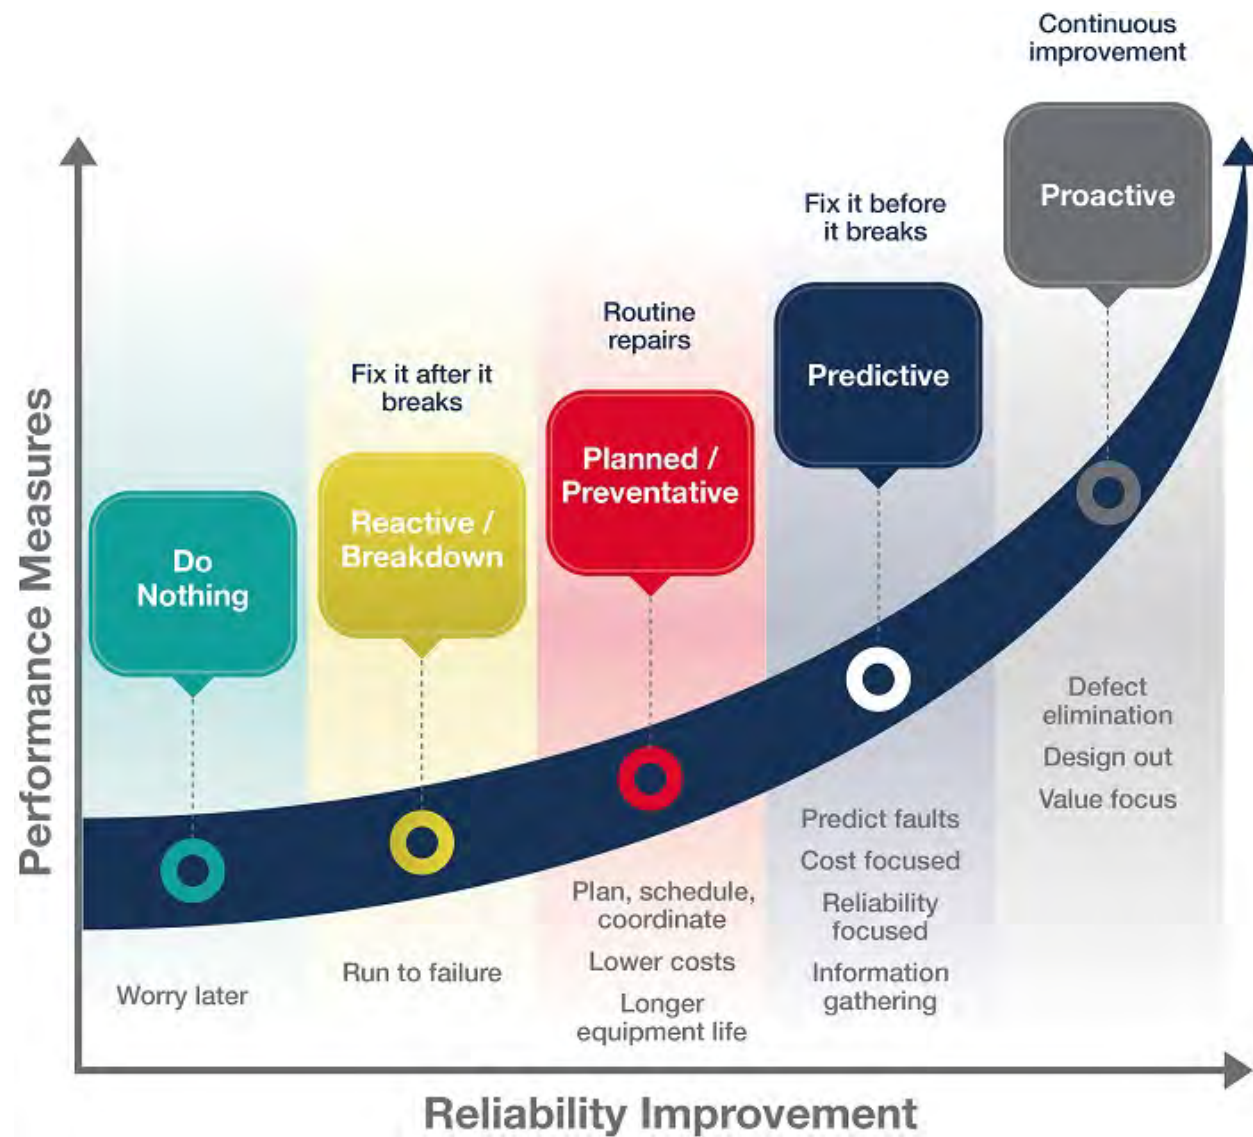 Continuous
improvement
Proactive
Fix it before
it breaks
Predictive
Routine
repairs
Planned /
Preventative
Fix it after it
breaks
Reactive /
Breakdown
Do
Nothing
Performance Measures
Worry later
Run to failure
Plan, schedule,
coordinate
Lower costs
Longer
equipment life
Predict faults
Cost focused
Reliability
focused
Information
gathering
Defect
elimination
Design out
Value focus
Reliability Improvement